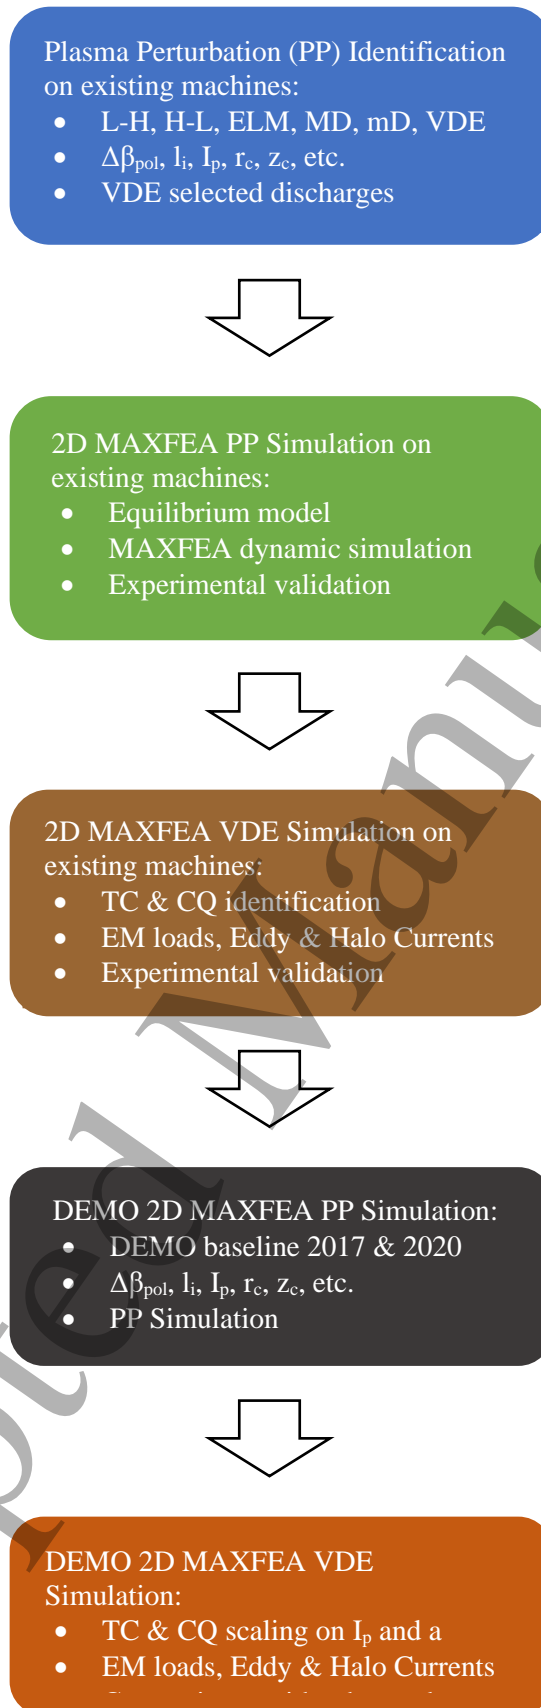 Plasma Perturbation (PP) Identification
on existing machines:
• L-H, H-L, ELM, MD, mD, VDE
• Δβpol, li, Ip, rc, zc, etc.
• VDE selected discharges
2D MAXFEA PP Simulation on
existing machines:
• Equilibrium model
• MAXFEA dynamic simulation
• Experimental validation
2D MAXFEA VDE Simulation on
existing machines:
• TC & CQ identification
• EM loads, Eddy & Halo Currents
• Experimental validation
DEMO 2D MAXFEA PP Simulation:
• DEMO baseline 2017 & 2020
• Δβpol, li, Ip, rc, zc, etc.
• PP Simulation
DEMO 2D MAXFEA VDE
Simulation:
• TC & CQ scaling on Ip and a
• EM loads, Eddy & Halo Currents